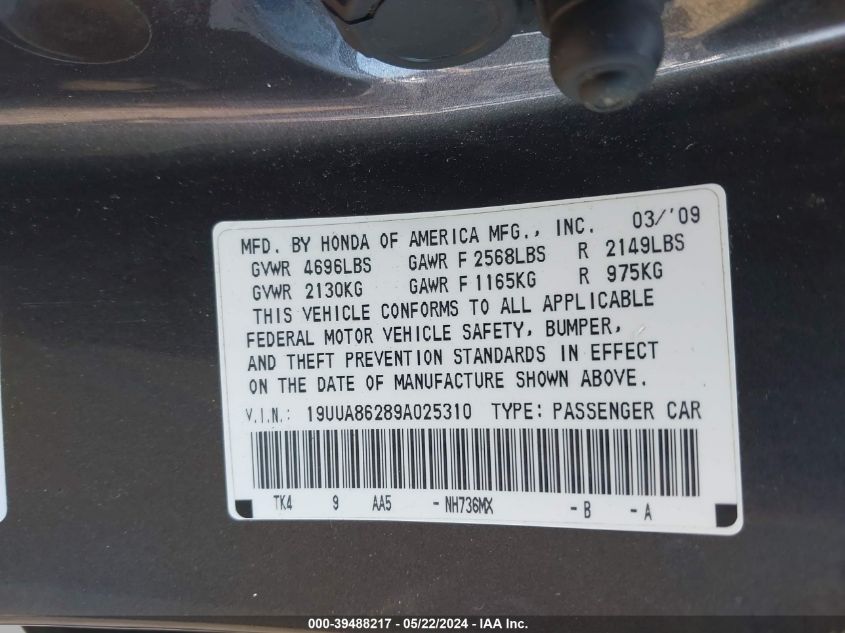 MFD. BY HONDA OF AMERICA MFG., INC. 03/'09
GVWR 4696LBS GAWR F 2568LBS R 2149LBS
GVWR 2130KG GAWR F 1165KG R 975KG
THIS VEHICLE CONFORMS TO ALL APPLICABLE
FEDERAL MOTOR VEHICLE SAFETY, BUMPER,
AND THEFT PREVENTION STANDARDS IN EFFECT
ON THE DATE OF MANUFACTURE SHOWN ABOVE.
V.I.N.: 19UUA86289A025310 TYPE: PASSENGER CAR
TK4 9 AA5 - NH736MX - B - A
000-39488217 - 05/22/2024 - IAA Inc.